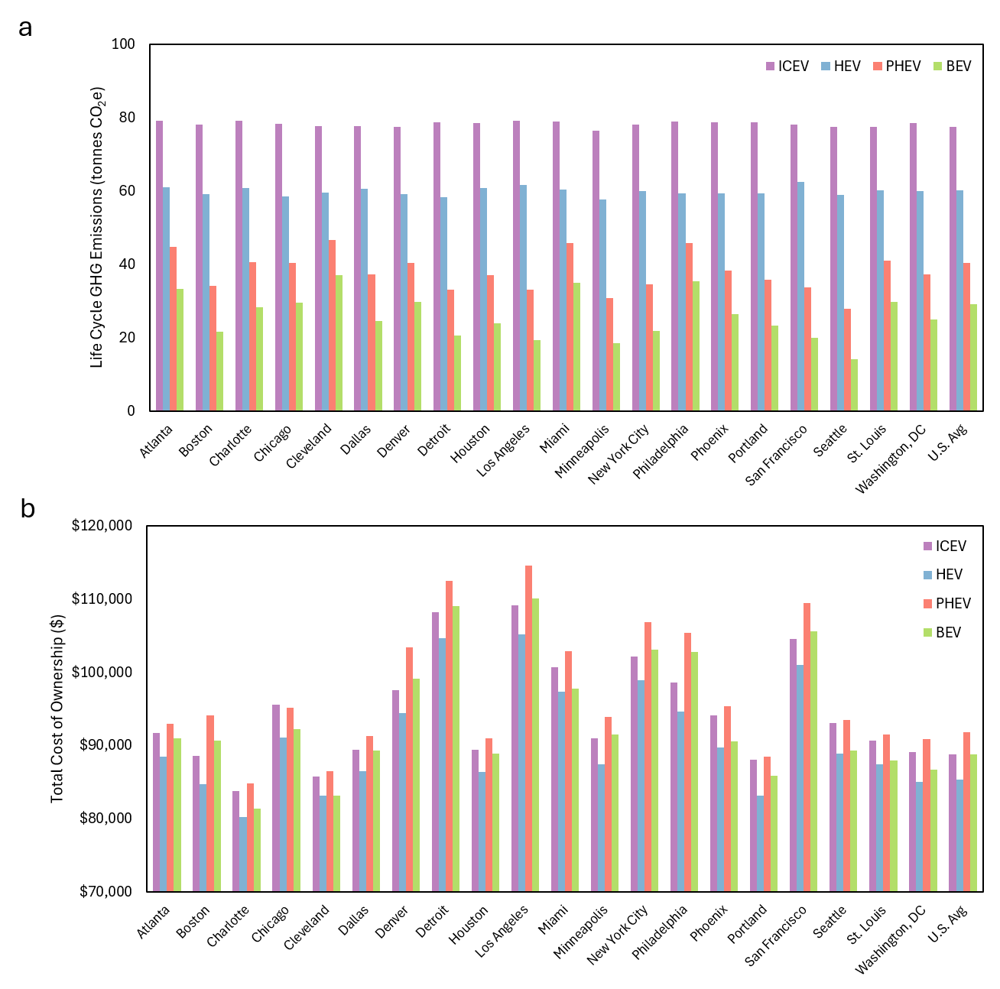 a
Life Cycle GHG Emissions (tonnes CO₂e)
100
80
60
40
20
0
ICEV HEV PHEV BEV
Atlanta Boston Charlotte Chicago Cleveland Dallas Denver Detroit Houston Los Angeles Miami Minneapolis New York City Philadelphia Phoenix Portland San Francisco Seattle St. Louis Washington, DC U.S. Avg
b
Total Cost of Ownership ($)
$120,000
$110,000
$100,000
$90,000
$80,000
$70,000
ICEV
HEV
PHEV
BEV
Atlanta Boston Charlotte Chicago Cleveland Dallas Denver Detroit Houston Los Angeles Miami Minneapolis New York City Philadelphia Phoenix Portland San Francisco Seattle St. Louis Washington, DC U.S. Avg